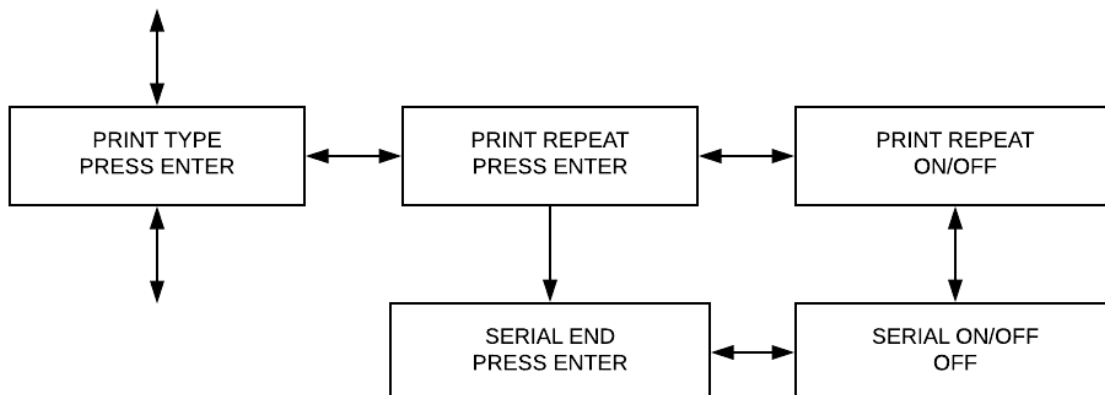 PRINT TYPE
PRESS ENTER
PRINT REPEAT
PRESS ENTER
PRINT REPEAT
ON/OFF
SERIAL END
PRESS ENTER
SERIAL ON/OFF
OFF